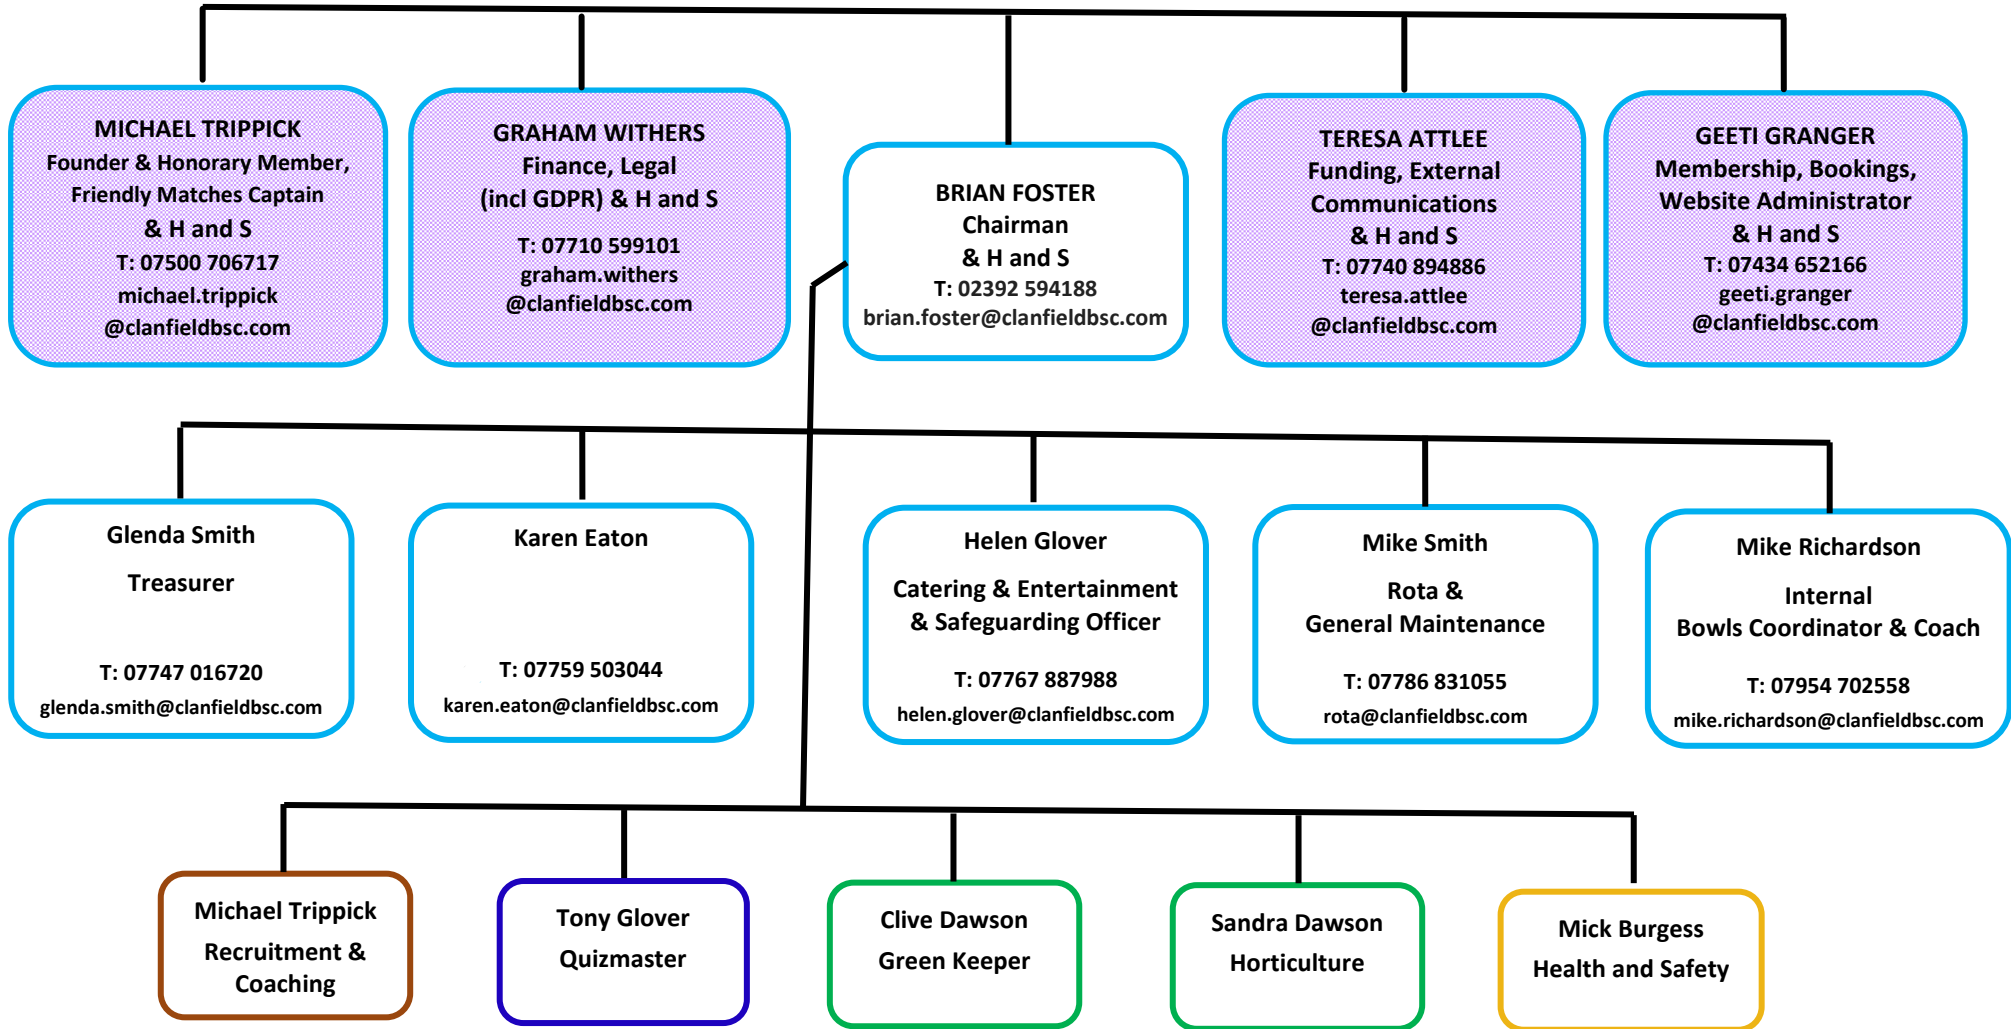 MICHAEL TRIPPICK
Founder & Honorary Member,
Friendly Matches Captain
& H and S
T: 07500 706717
michael.trippick
@clanfieldbsc.com
GRAHAM WITHERS
Finance, Legal
(incl GDPR) & H and S
T: 07710 599101
graham.withers
@clanfieldbsc.com
BRIAN FOSTER
Chairman
& H and S
T: 02392 594188
brian.foster@clanfieldbsc.com
TERESA ATTLEE
Funding, External
Communications
& H and S
T: 07740 894886
teresa.attlee
@clanfieldbsc.com
GEETI GRANGER
Membership, Bookings,
Website Administrator
& H and S
T: 07434 652166
geeti.granger
@clanfieldbsc.com
Glenda Smith
Treasurer
T: 07747 016720
glenda.smith@clanfieldbsc.com
Karen Eaton
T: 07759 503044
karen.eaton@clanfieldbsc.com
Helen Glover
Catering & Entertainment
& Safeguarding Officer
T: 07767 887988
helen.glover@clanfieldbsc.com
Mike Smith
Rota &
General Maintenance
T: 07786 831055
rota@clanfieldbsc.com
Mike Richardson
Internal
Bowls Coordinator & Coach
T: 07954 702558
mike.richardson@clanfieldbsc.com
Michael Trippick
Recruitment &
Coaching
Tony Glover
Quizmaster
Clive Dawson
Green Keeper
Sandra Dawson
Horticulture
Mick Burgess
Health and Safety